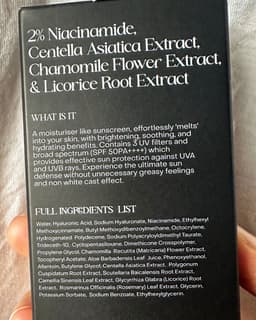 2% Niacinamide,
Centella Asiatica Extract,
Chamomile Flower Extract,
& Licorice Root Extract
WHAT IS IT
A moisturiser like sunscreen, effortlessly 'melts'
into your skin, with brightening, soothing, and
hydrating benefits. Contains 3 UV filters and
broad spectrum (SPF 50PA++++) which
provides effective sun protection against UVA
and UVB rays. Experience the ultimate sun
defense without unnecessary greasy feelings
and non white cast effect.
FULL INGREDIENTS LIST
Water, Hyaluronic Acid, Sodium Hyaluronate, Niacinamide, Ethylhexyl
Methoxycinnamate, Butyl Methoxydibenzoylmethane, Octocrylene,
Hydrogenated Polydecene, Sodium Polyacryloyldimethyl Taurate,
Trideceth-10, Cyclopentasiloxane, Dimethicone Crosspolymer,
Propylene Glycol, Chamomilla Recutita (Matricaria) Flower Extract,
Tocopheryl Acetate, Aloe Barbadensis Leaf Juice, Phenoxyethanol,
Allantoin, Butylene Glycol, Centella Asiatica Extract, Polygonum
Cuspidatum Root Extract, Scutellaria Baicalensis Root Extract,
Camellia Sinensis Leaf Extract, Glycyrrhiza Glabra (Licorice) Root
Extract, Rosmarinus Officinalis (Rosemary) Leaf Extract, Glycerin,
Potassium Sorbate, Sodium Benzoate, Ethylhexylglycerin.